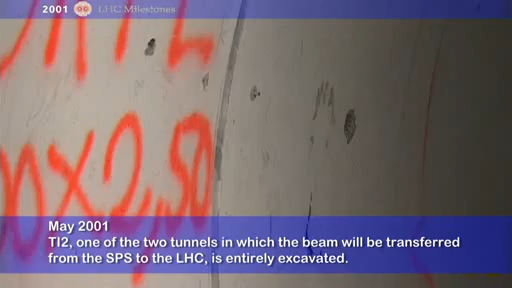 2001 LHC Milestones
0x2,50
May 2001
TI2, one of the two tunnels in which the beam will be transferred
from the SPS to the LHC, is entirely excavated.